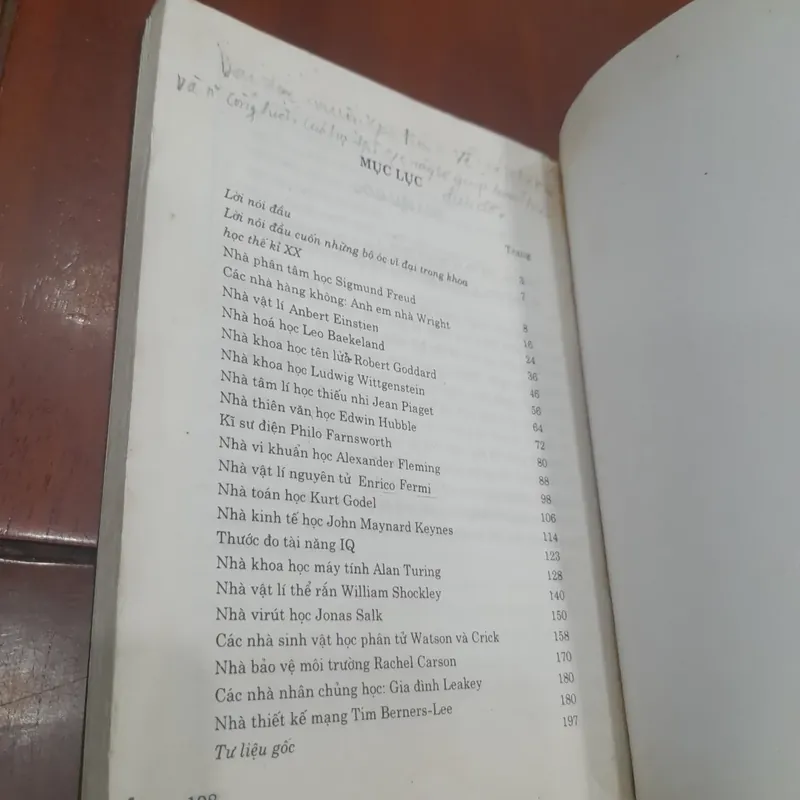 MỤC LỤC
Trang
Lời nói đầu 3
Lời nói đầu cuốn những bộ óc vĩ đại trong khoa
học thế kỉ XX 7
Nhà phân tâm học Sigmund Freud 8
Các nhà hàng không: Anh em nhà Wright 16
Nhà vật lí Anbert Einstien 24
Nhà hoá học Leo Baekeland 36
Nhà khoa học tên lửa Robert Goddard 46
Nhà khoa học Ludwig Wittgenstein 56
Nhà tâm lí học thiếu nhi Jean Piaget 64
Nhà thiên văn học Edwin Hubble 72
Kĩ sư điện Philo Farnsworth 80
Nhà vi khuẩn học Alexander Fleming 88
Nhà vật lí nguyên tử Enrico Fermi 98
Nhà toán học Kurt Godel 106
Nhà kinh tế học John Maynard Keynes 114
Thước đo tài năng IQ 123
Nhà khoa học máy tính Alan Turing 128
Nhà vật lí thể rắn William Shockley 140
Nhà virút học Jonas Salk 150
Các nhà sinh vật học phân tử Watson và Crick 158
Nhà bảo vệ môi trường Rachel Carson 170
Các nhà nhân chủng học: Gia đình Leakey 180
Nhà thiết kế mạng Tim Berners-Lee 180
Tư liệu gốc 197
198